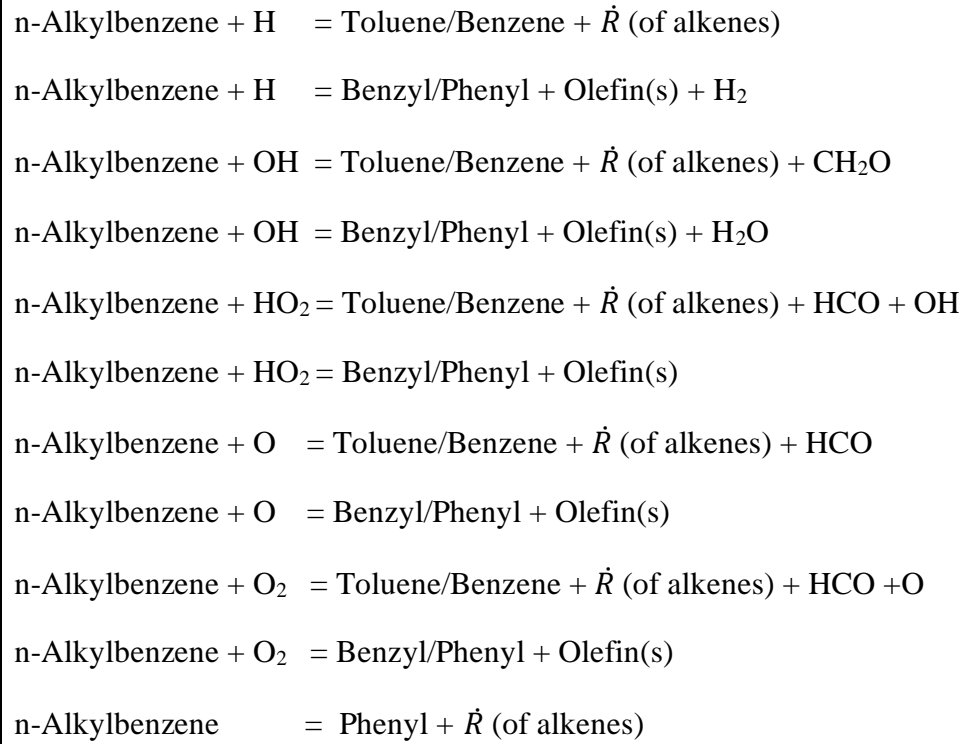 n-Alkylbenzene + H = Toluene/Benzene + Ṙ (of alkenes)
n-Alkylbenzene + H = Benzyl/Phenyl + Olefin(s) + H₂
n-Alkylbenzene + OH = Toluene/Benzene + Ṙ (of alkenes) + CH₂O
n-Alkylbenzene + OH = Benzyl/Phenyl + Olefin(s) + H₂O
n-Alkylbenzene + HO₂ = Toluene/Benzene + Ṙ (of alkenes) + HCO + OH
n-Alkylbenzene + HO₂ = Benzyl/Phenyl + Olefin(s)
n-Alkylbenzene + O = Toluene/Benzene + Ṙ (of alkenes) + HCO
n-Alkylbenzene + O = Benzyl/Phenyl + Olefin(s)
n-Alkylbenzene + O₂ = Toluene/Benzene + Ṙ (of alkenes) + HCO +O
n-Alkylbenzene + O₂ = Benzyl/Phenyl + Olefin(s)
n-Alkylbenzene = Phenyl + Ṙ (of alkenes)